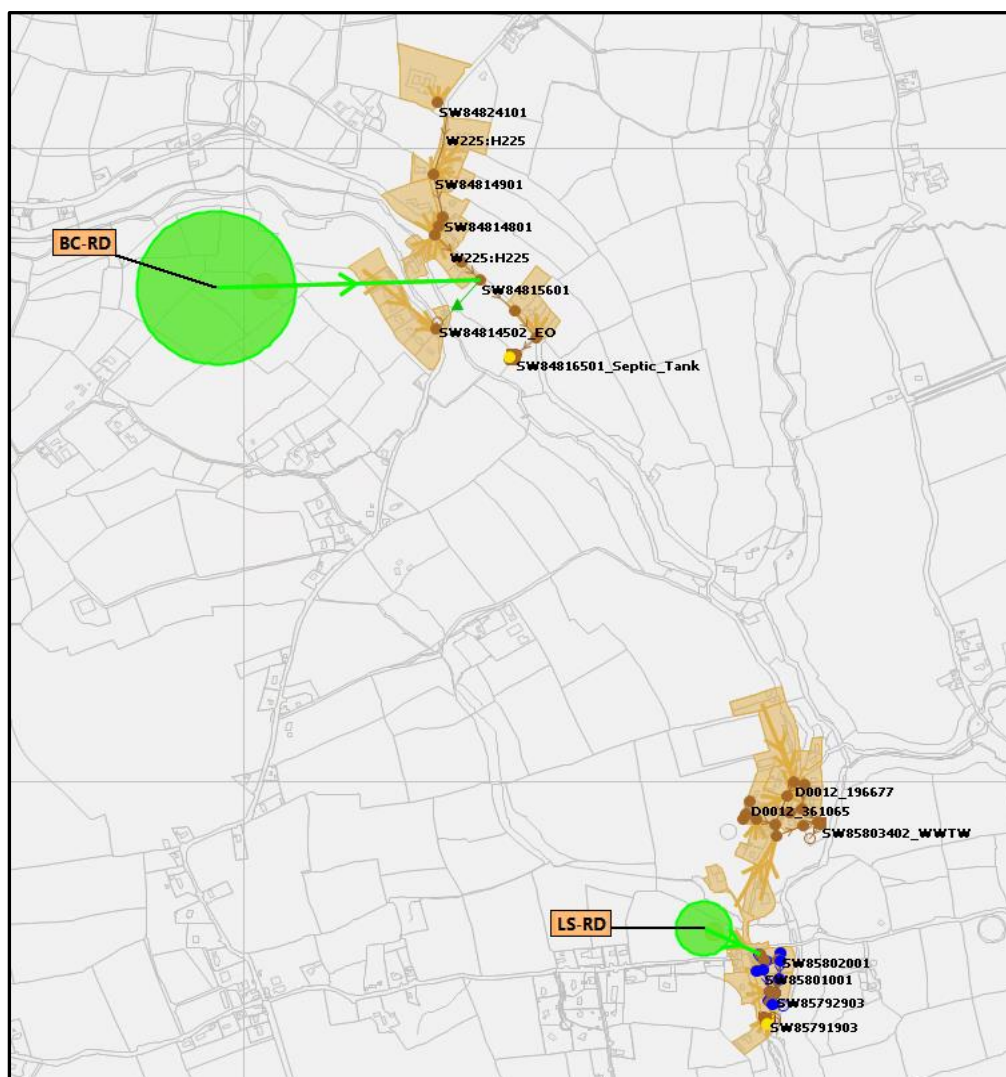 SW84824101
W225:H225
SW84814901
SW84814801
BC-RD
W225:H225
SW84815601
SW84814502_EO
SW84816501_Septic_Tank
D0012_196677
D0012_361065
SW85803402_WWTW
LS-RD
SW85802001
SW85801001
SW85792903
SW85791903